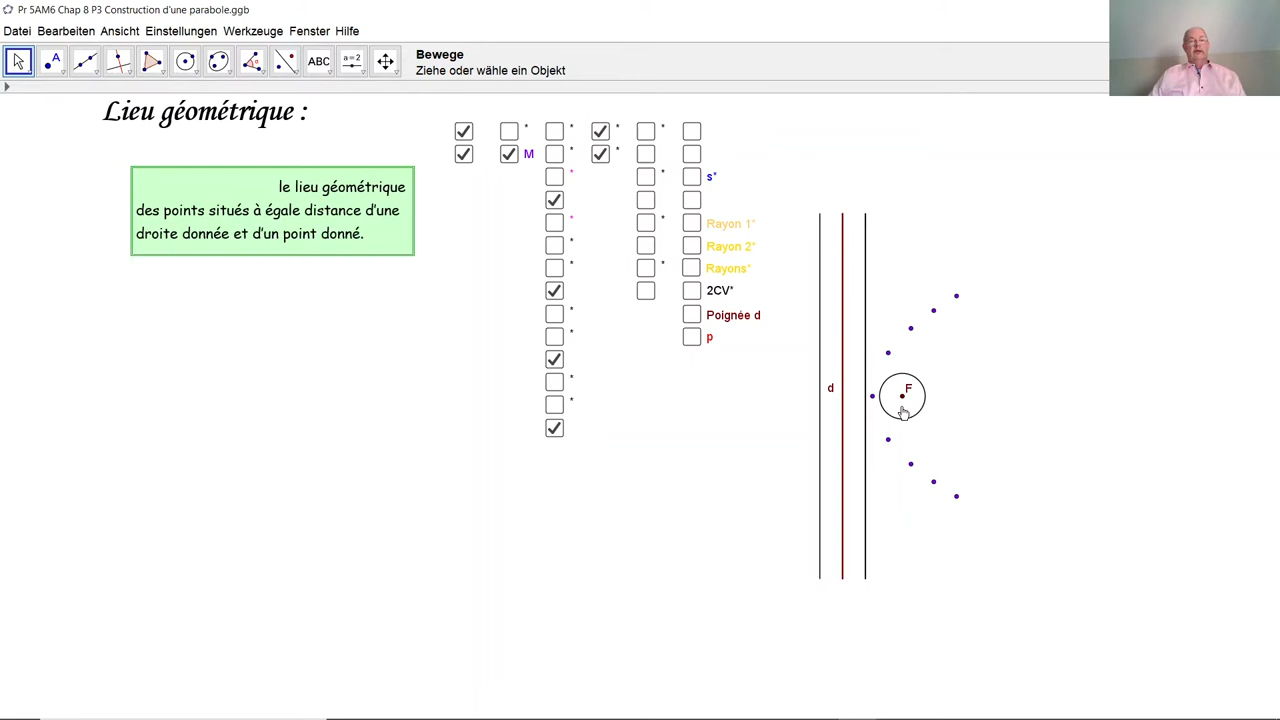 Pr 5AM6 Chap 8 P3 Construction d'une parabole.ggb
Datei Bearbeiten Ansicht Einstellungen Werkzeuge Fenster Hilfe
A
ABC
a=2
Bewege
Ziehe oder wähle ein Objekt
Lieu géométrique :
le lieu géométrique
des points situés à égale distance d'une
droite donnée et d'un point donné.
* * * *
M * *
* * s*
* * Rayon 1*
* Rayon 2*
* * Rayons*
2CV*
* Poignée d
* p
*
*
d
F